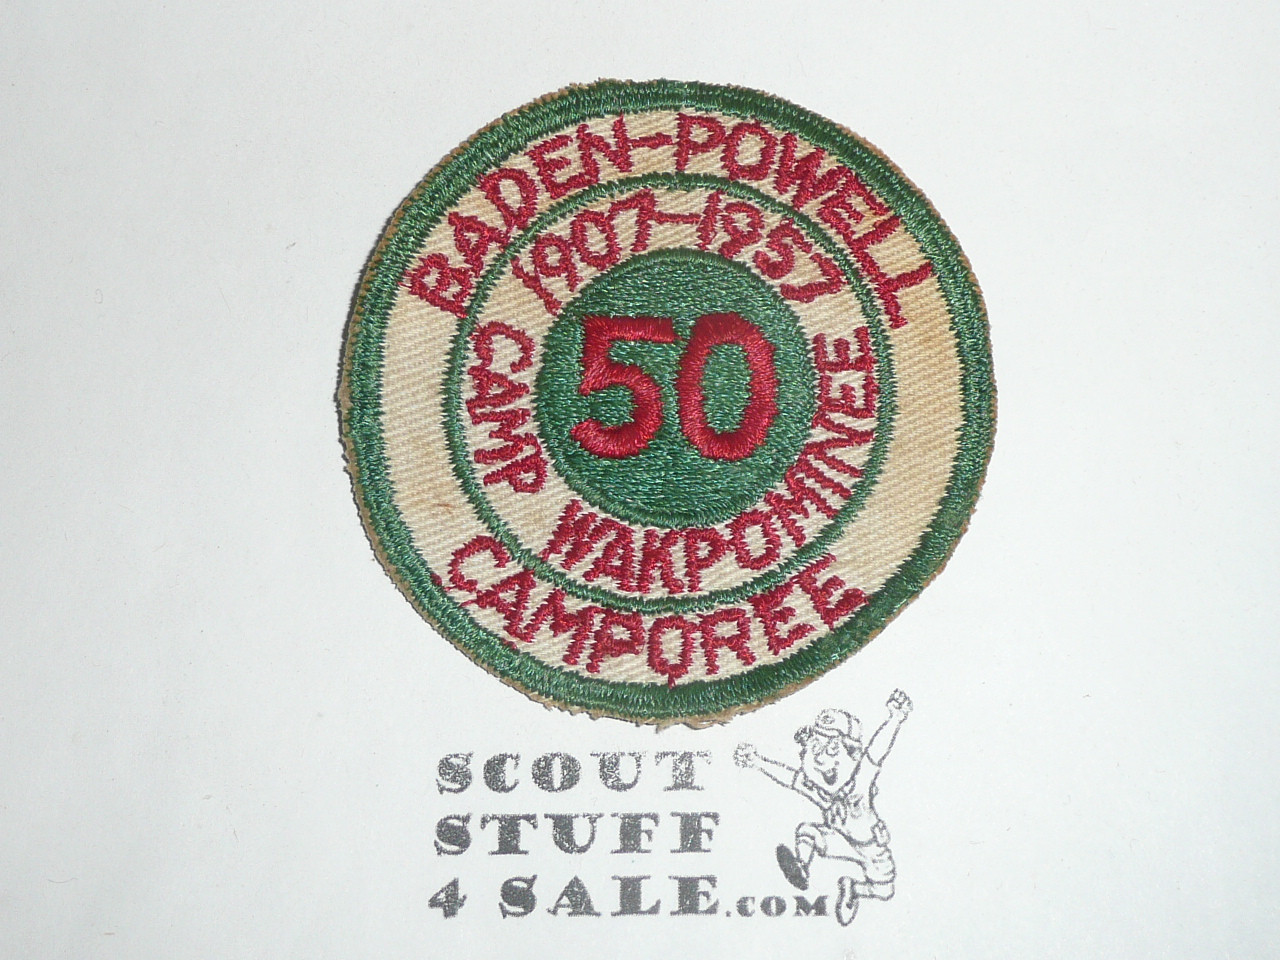 BADEN-POWELL
1907-1957
50
CAMP WAKPOMINEE
CAMPOREE
SCOUT
STUFF
4 SALE.COM